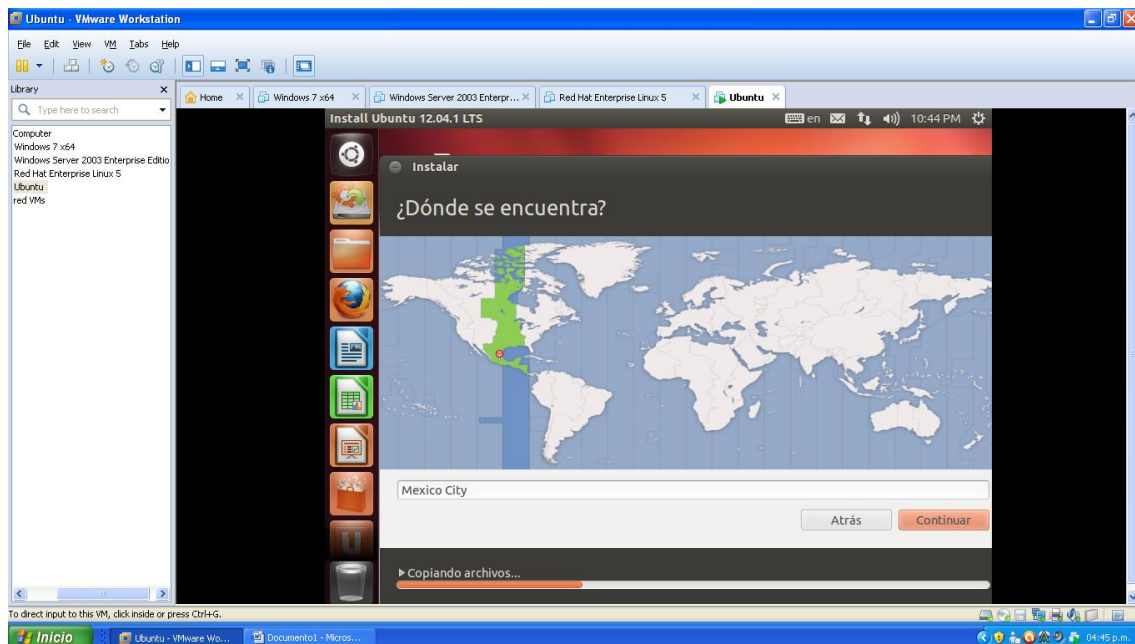 Ubuntu - VMware Workstation
File Edit View VM Tabs Help
Library
Type here to search
Home
Windows 7 x64
Windows Server 2003 Enterpr...
Red Hat Enterprise Linux 5
Ubuntu
Computer
Windows 7 x64
Windows Server 2003 Enterprise Editio
Red Hat Enterprise Linux 5
Ubuntu
red VMs
Install Ubuntu 12.04.1 LTS
en
10:44 PM
Instalar
¿Dónde se encuentra?
Mexico City
Atrás
Continuar
Copiando archivos...
To direct input to this VM, click inside or press Ctrl+G.
Inicio
Ubuntu - VMware Wo...
Documento1 - Micros...
04:45 p.m.